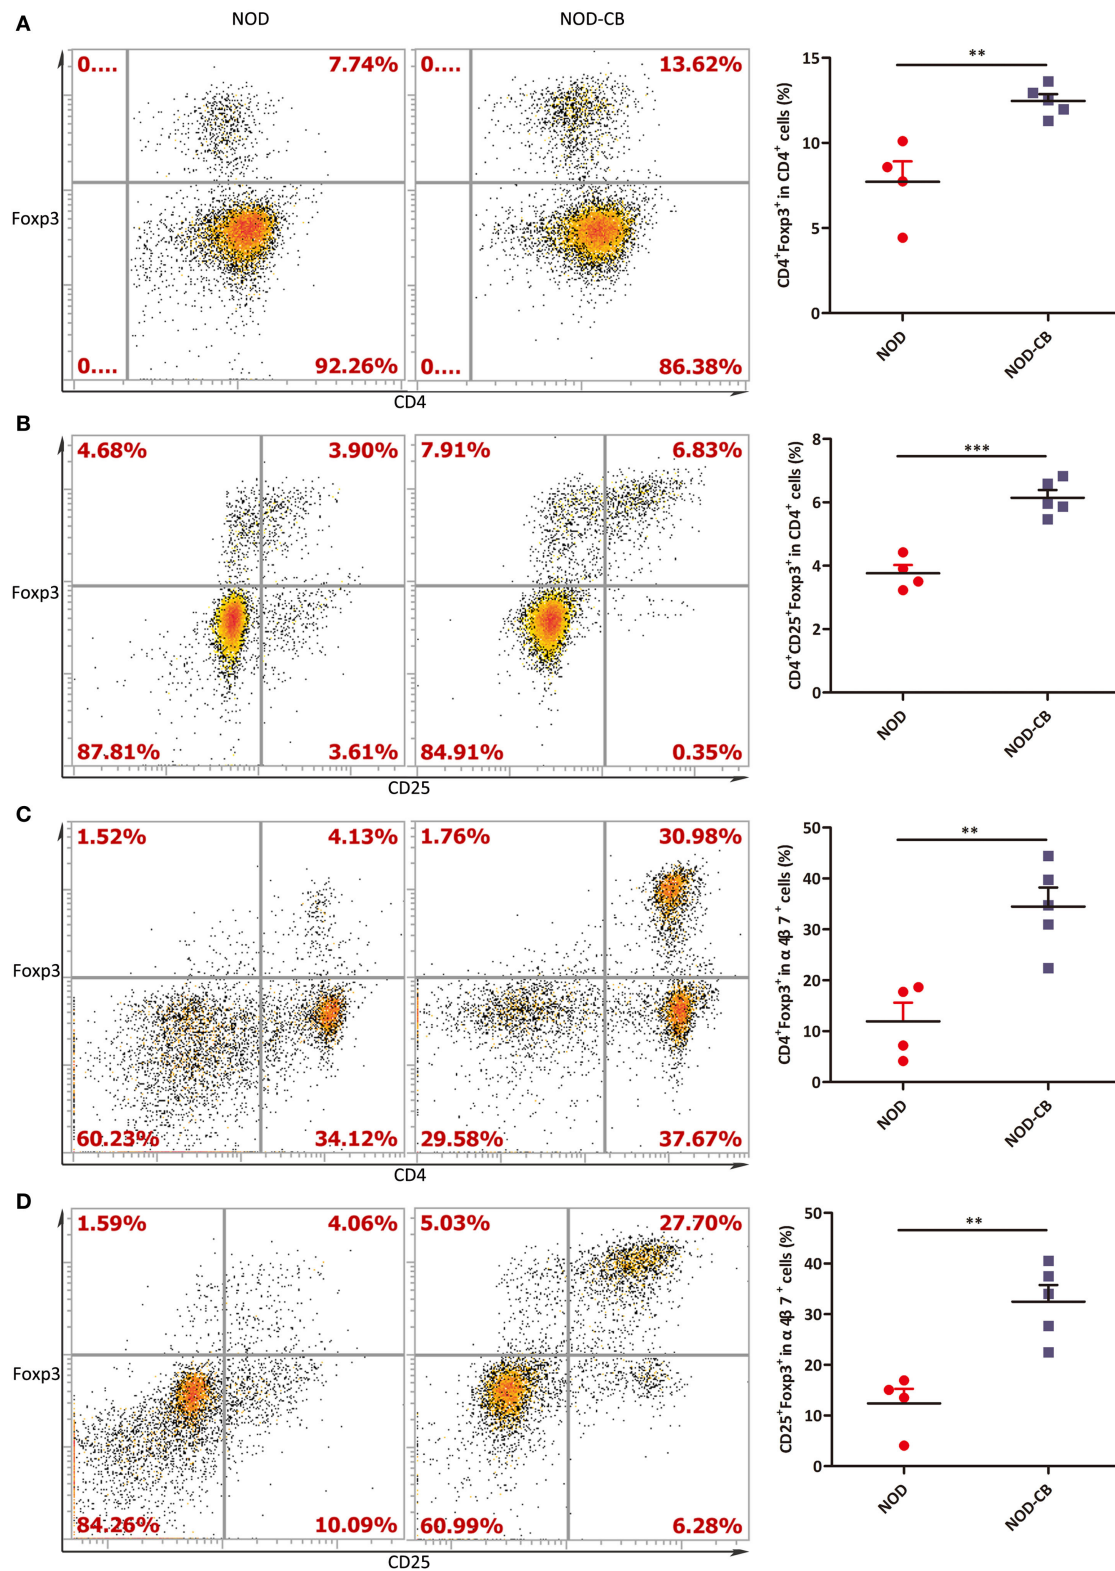 NOD NOD-CB
A
0.... 7.74%
0.... 92.26%
0.... 13.62%
0.... 86.38%
Foxp3
CD4
CD4⁺Foxp3⁺ in CD4⁺ cells (%)
15
10
5
0
**
NOD NOD-CB
B
4.68% 3.90%
87.81% 3.61%
7.91% 6.83%
84.91% 0.35%
Foxp3
CD25
CD4⁺CD25⁺Foxp3⁺ in CD4⁺ cells (%)
8
6
4
2
0
***
NOD NOD-CB
C
1.52% 4.13%
60.23% 34.12%
1.76% 30.98%
29.58% 37.67%
Foxp3
CD4
CD4⁺Foxp3⁺ in α 4β 7 ⁺ cells (%)
50
40
30
20
10
0
**
NOD NOD-CB
D
1.59% 4.06%
84.26% 10.09%
5.03% 27.70%
60.99% 6.28%
Foxp3
CD25
CD25⁺Foxp3⁺ in α 4β 7 ⁺ cells (%)
50
40
30
20
10
0
**
NOD NOD-CB